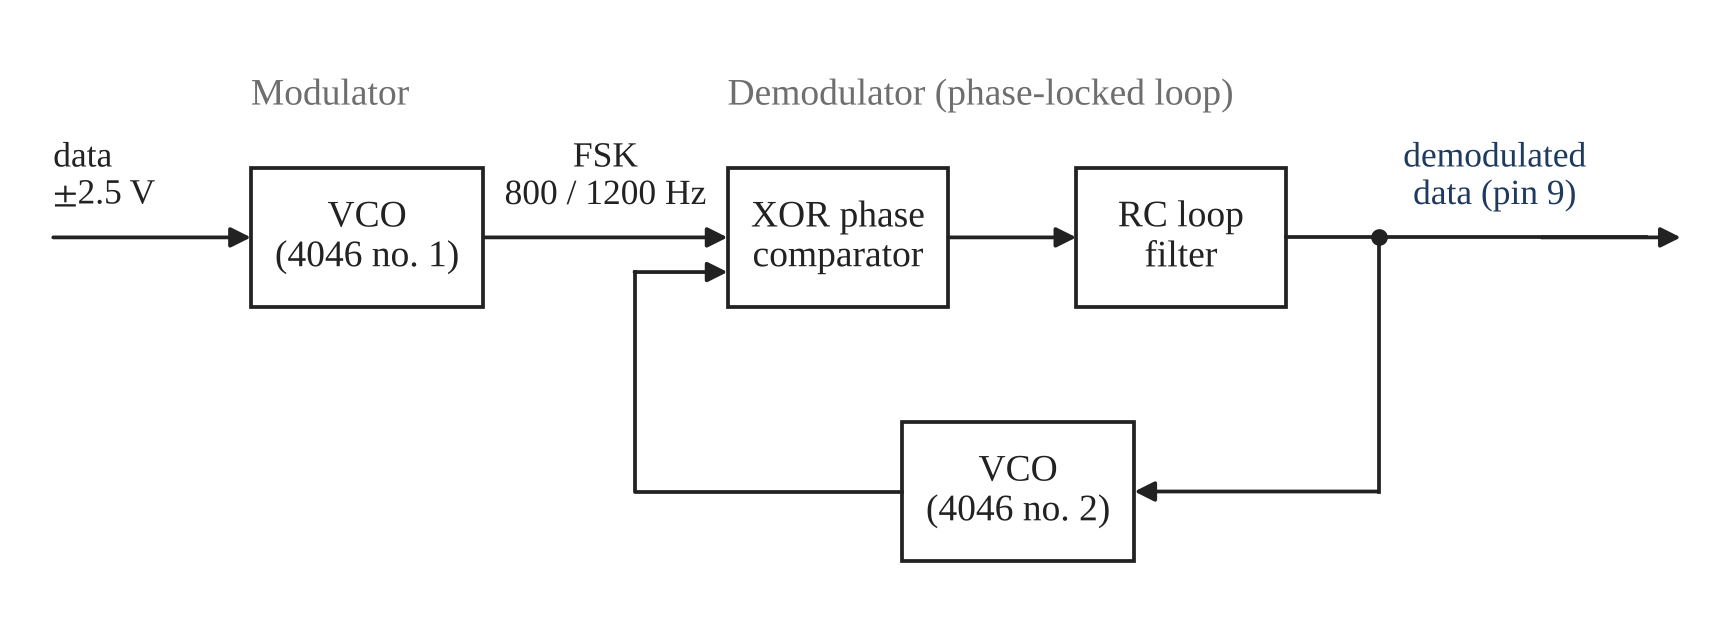 Modulator
Demodulator (phase-locked loop)
data
±2.5 V
VCO
(4046 no. 1)
FSK
800 / 1200 Hz
XOR phase
comparator
RC loop
filter
demodulated
data (pin 9)
VCO
(4046 no. 2)